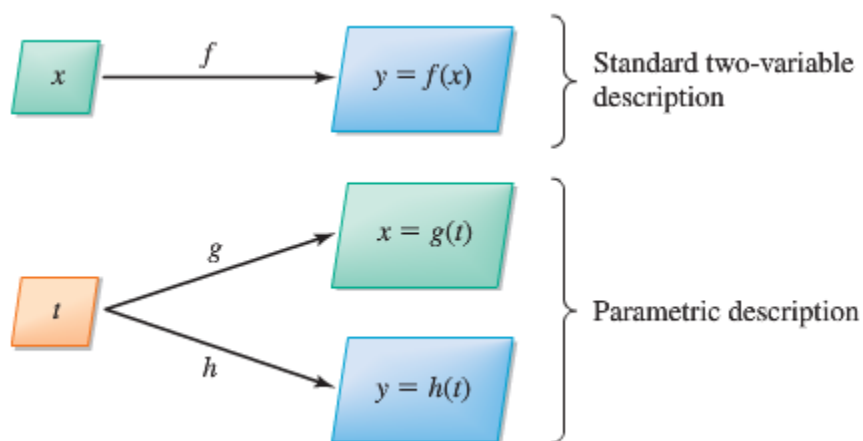 f
x
y = f(x)
Standard two-variable
description
x = g(t)
g
t
Parametric description
h
y = h(t)